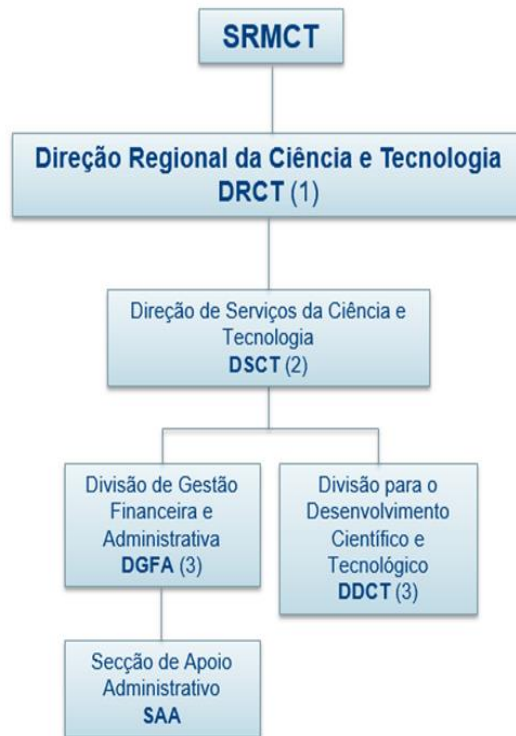 SRMCT
Direção Regional da Ciência e Tecnologia
DRCT (1)
Direção de Serviços da Ciência e
Tecnologia
DSCT (2)
Divisão de Gestão
Financeira e
Administrativa
DGFA (3)
Divisão para o
Desenvolvimento
Científico e
Tecnológico
DDCT (3)
Secção de Apoio
Administrativo
SAA